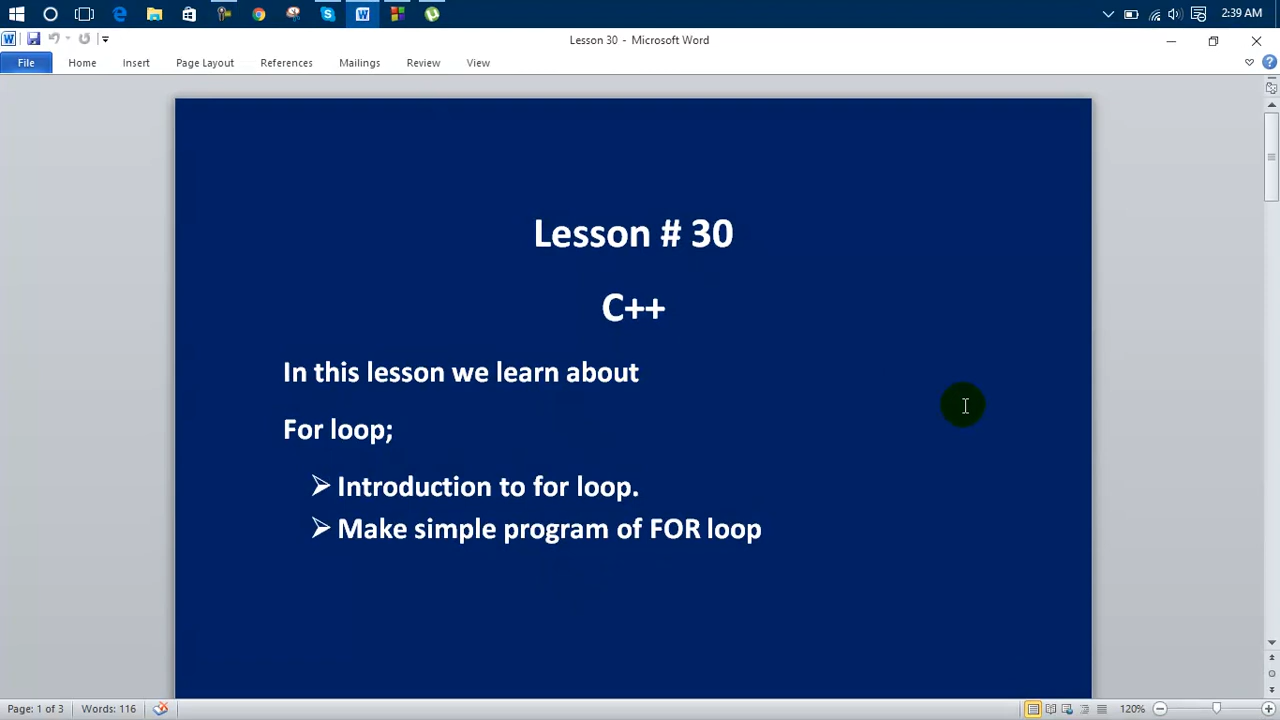 2:39 AM
Lesson 30 - Microsoft Word
File Home Insert Page Layout References Mailings Review View
Lesson # 30
C++
In this lesson we learn about
For loop;
➢ Introduction to for loop.
➢ Make simple program of FOR loop
Page: 1 of 3 Words: 116 120%